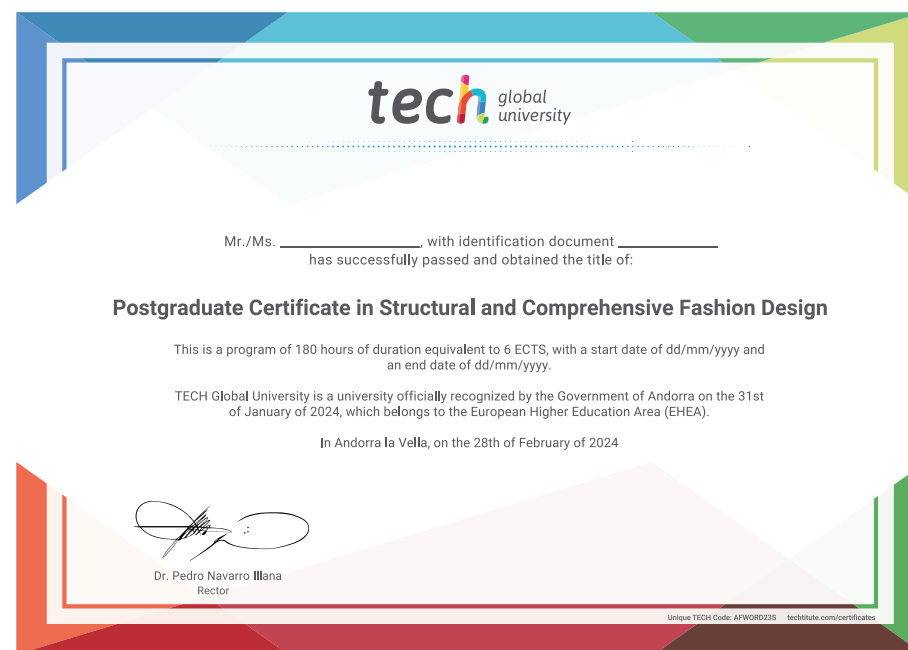 tech global
university
Mr./Ms. ____________________, with identification document ______________
has successfully passed and obtained the title of:
Postgraduate Certificate in Structural and Comprehensive Fashion Design
This is a program of 180 hours of duration equivalent to 6 ECTS, with a start date of dd/mm/yyyy and
an end date of dd/mm/yyyy.
TECH Global University is a university officially recognized by the Government of Andorra on the 31st
of January of 2024, which belongs to the European Higher Education Area (EHEA).
In Andorra la Vella, on the 28th of February of 2024
Dr. Pedro Navarro Illana
Rector
Unique TECH Code: AFWORD23S techtitute.com/certificates